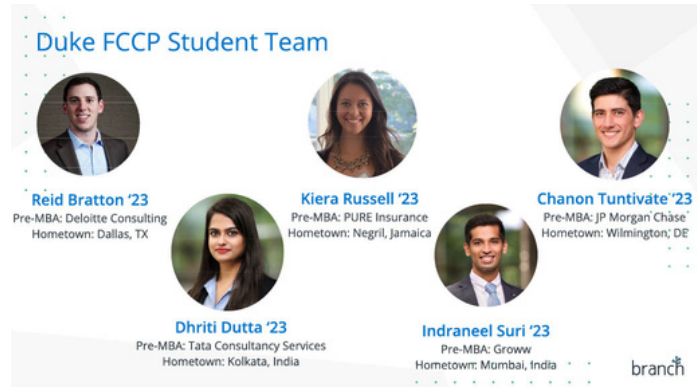 Duke FCCP Student Team
Reid Bratton ‘23
Pre-MBA: Deloitte Consulting
Hometown: Dallas, TX
Kiera Russell ‘23
Pre-MBA: PURE Insurance
Hometown: Negril, Jamaica
Chanon Tuntivate ‘23
Pre-MBA: JP Morgan Chase
Hometown: Wilmington, DE
Dhriti Dutta ‘23
Pre-MBA: Tata Consultancy Services
Hometown: Kolkata, India
Indraneel Suri ‘23
Pre-MBA: Groww
Hometown: Mumbai, India
branch